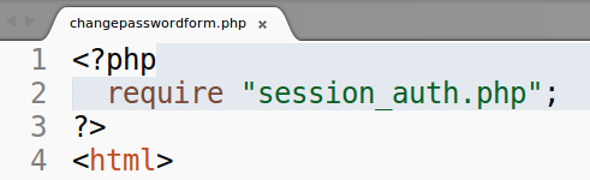 changepasswordform.php ×
1 <?php
2   require "session_auth.php";
3 ?>
4 <html>